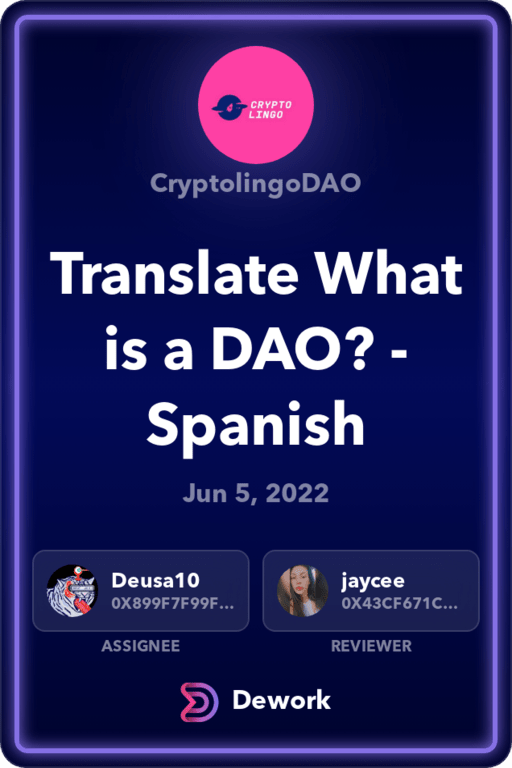 CRYPTO
LINGO
CryptolingoDAO
Translate What
is a DAO? -
Spanish
Jun 5, 2022
Deusa10
0X899F7F99F...
jaycee
0X43CF671C...
ASSIGNEE
REVIEWER
Dework